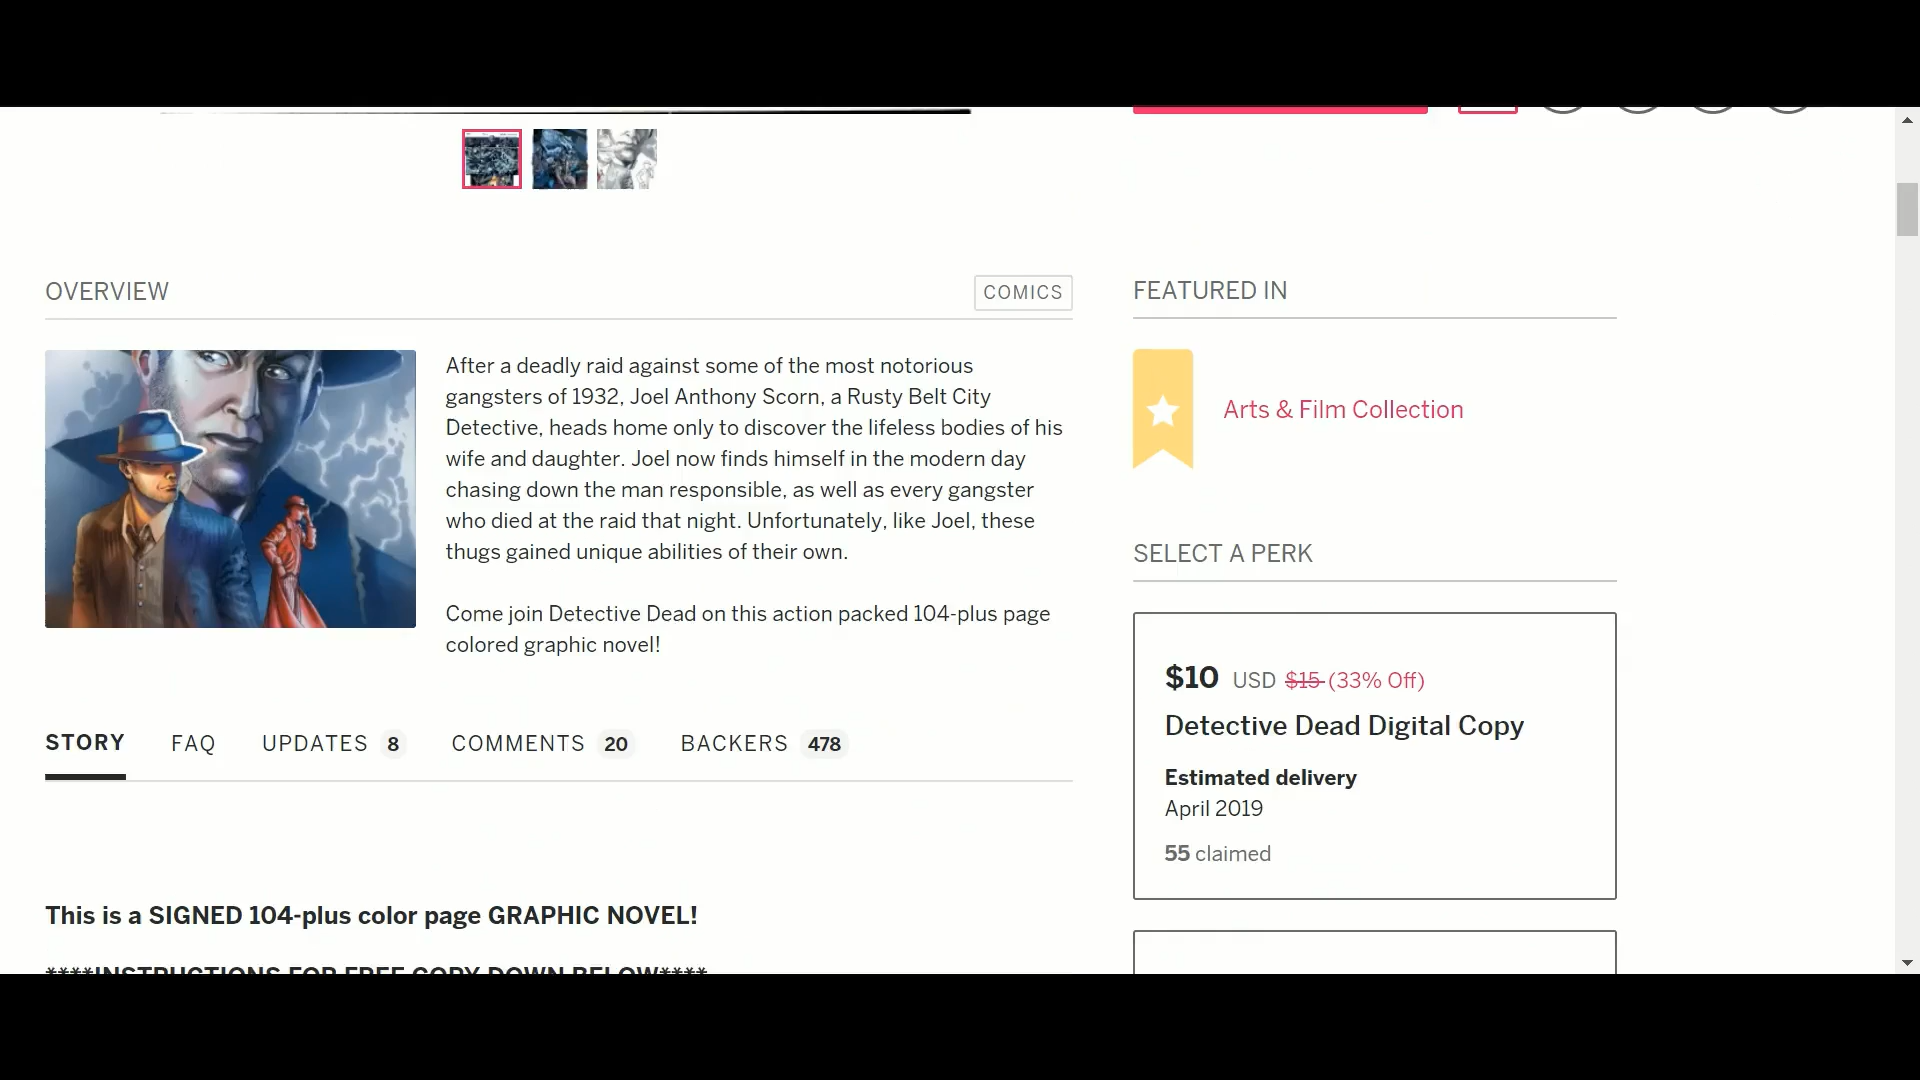 OVERVIEW
COMICS
After a deadly raid against some of the most notorious
gangsters of 1932, Joel Anthony Scorn, a Rusty Belt City
Detective, heads home only to discover the lifeless bodies of his
wife and daughter. Joel now finds himself in the modern day
chasing down the man responsible, as well as every gangster
who died at the raid that night. Unfortunately, like Joel, these
thugs gained unique abilities of their own.
Come join Detective Dead on this action packed 104-plus page
colored graphic novel!
STORY FAQ UPDATES 8 COMMENTS 20 BACKERS 478
This is a SIGNED 104-plus color page GRAPHIC NOVEL!
****INSTRUCTIONS FOR FREE COPY DOWN BELOW****
FEATURED IN
Arts & Film Collection
SELECT A PERK
$10 USD $15 (33% Off)
Detective Dead Digital Copy
Estimated delivery
April 2019
55 claimed